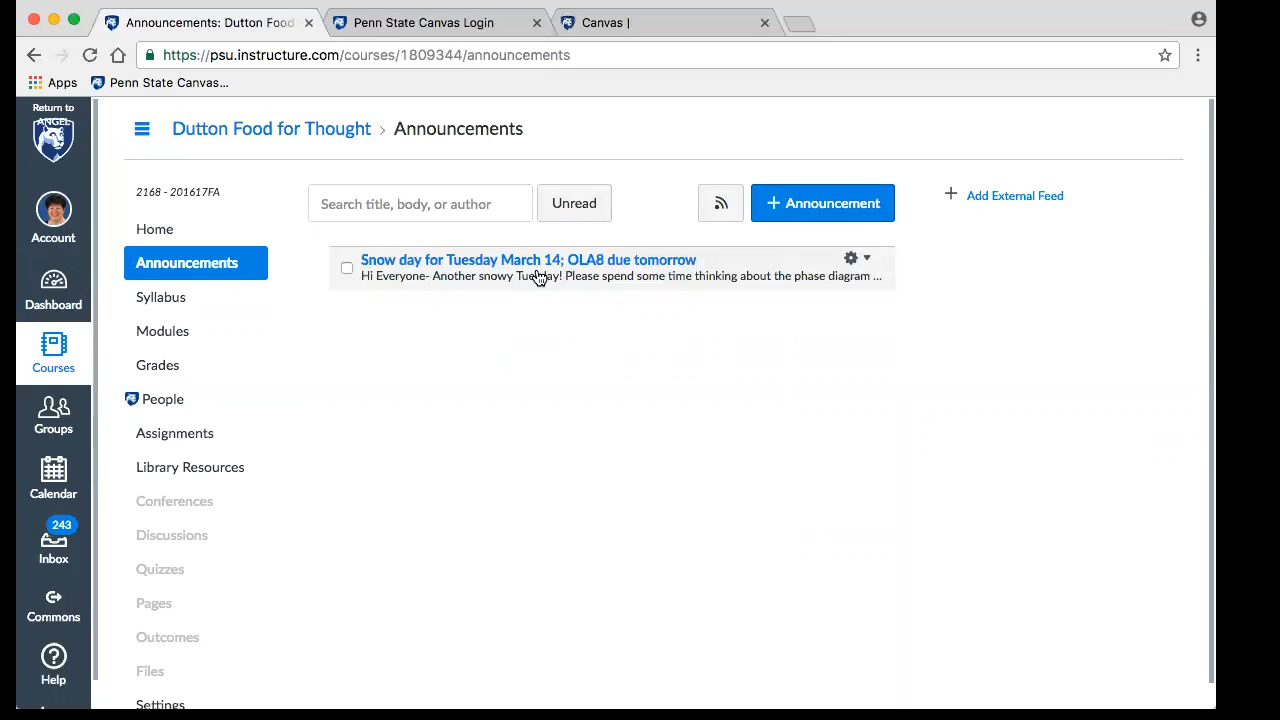 Announcements: Dutton Food
Penn State Canvas Login
Canvas |
https://psu.instructure.com/courses/1809344/announcements
Apps
Penn State Canvas...
Return to
ANGEL
Account
Dashboard
Courses
Groups
Calendar
243
Inbox
Commons
Help
Dutton Food for Thought > Announcements
2168 - 201617FA
Home
Announcements
Syllabus
Modules
Grades
People
Assignments
Library Resources
Conferences
Discussions
Quizzes
Pages
Outcomes
Files
Settings
Search title, body, or author
Unread
+ Announcement
+ Add External Feed
Snow day for Tuesday March 14; OLA8 due tomorrow
Hi Everyone- Another snowy Tuesday! Please spend some time thinking about the phase diagram ...